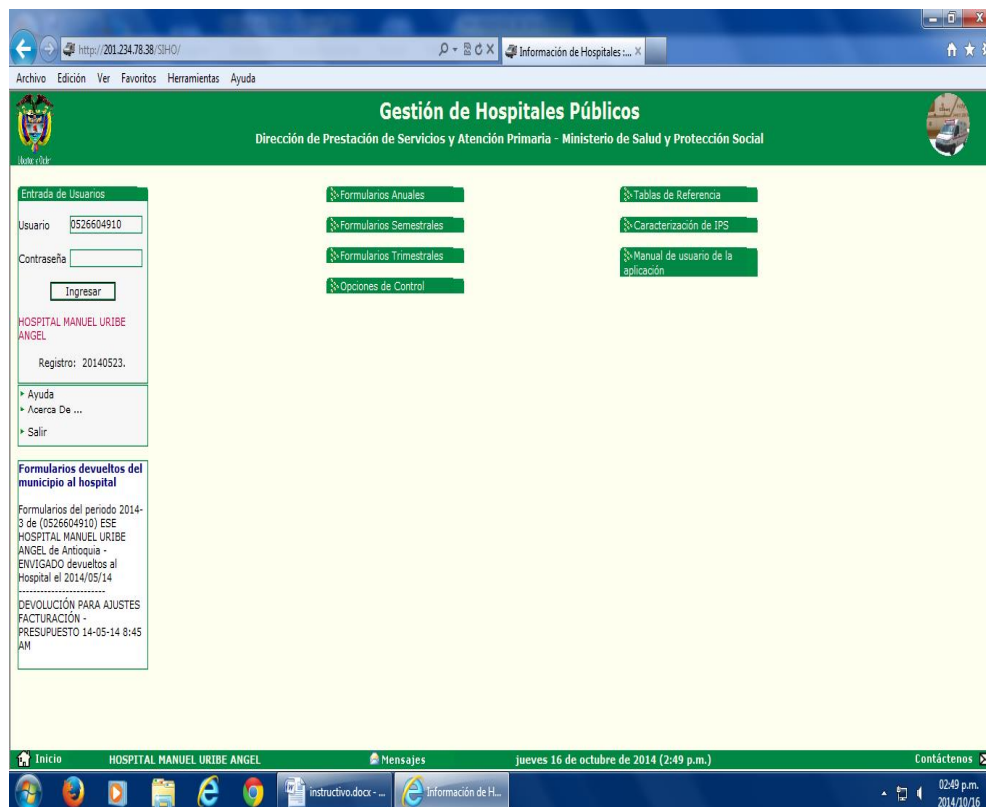 http://201.234.78.38/SIHO/
Información de Hospitales :...
Archivo Edición Ver Favoritos Herramientas Ayuda
Gestión de Hospitales Públicos
Dirección de Prestación de Servicios y Atención Primaria - Ministerio de Salud y Protección Social
Entrada de Usuarios
Usuario 0526604910
Contraseña
Ingresar
HOSPITAL MANUEL URIBE
ANGEL
Registro: 20140523.
Ayuda
Acerca De ...
Salir
Formularios devueltos del
municipio al hospital
Formularios del periodo 2014-
3 de (0526604910) ESE
HOSPITAL MANUEL URIBE
ANGEL de Antioquia -
ENVIGADO devueltos al
Hospital el 2014/05/14
------------------------
DEVOLUCIÓN PARA AJUSTES
FACTURACIÓN -
PRESUPUESTO 14-05-14 8:45
AM
Formularios Anuales
Formularios Semestrales
Formularios Trimestrales
Opciones de Control
Tablas de Referencia
Caracterización de IPS
Manual de usuario de la
aplicación
Inicio HOSPITAL MANUEL URIBE ANGEL Mensajes jueves 16 de octubre de 2014 (2:49 p.m.) Contáctenos
instructivo.docx - ...
Información de H...
02:49 p.m.
2014/10/16